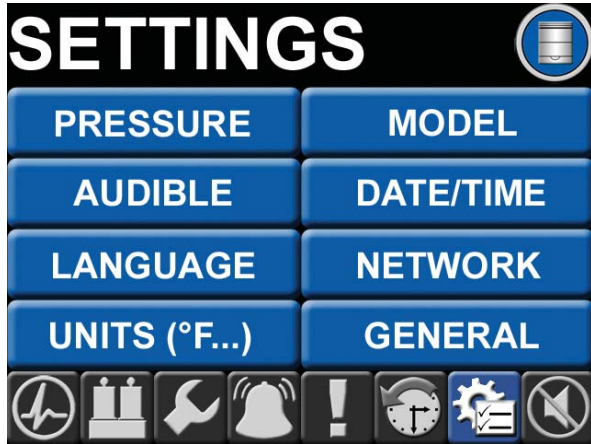 SETTINGS
PRESSURE
MODEL
AUDIBLE
DATE/TIME
LANGUAGE
NETWORK
UNITS (°F...)
GENERAL